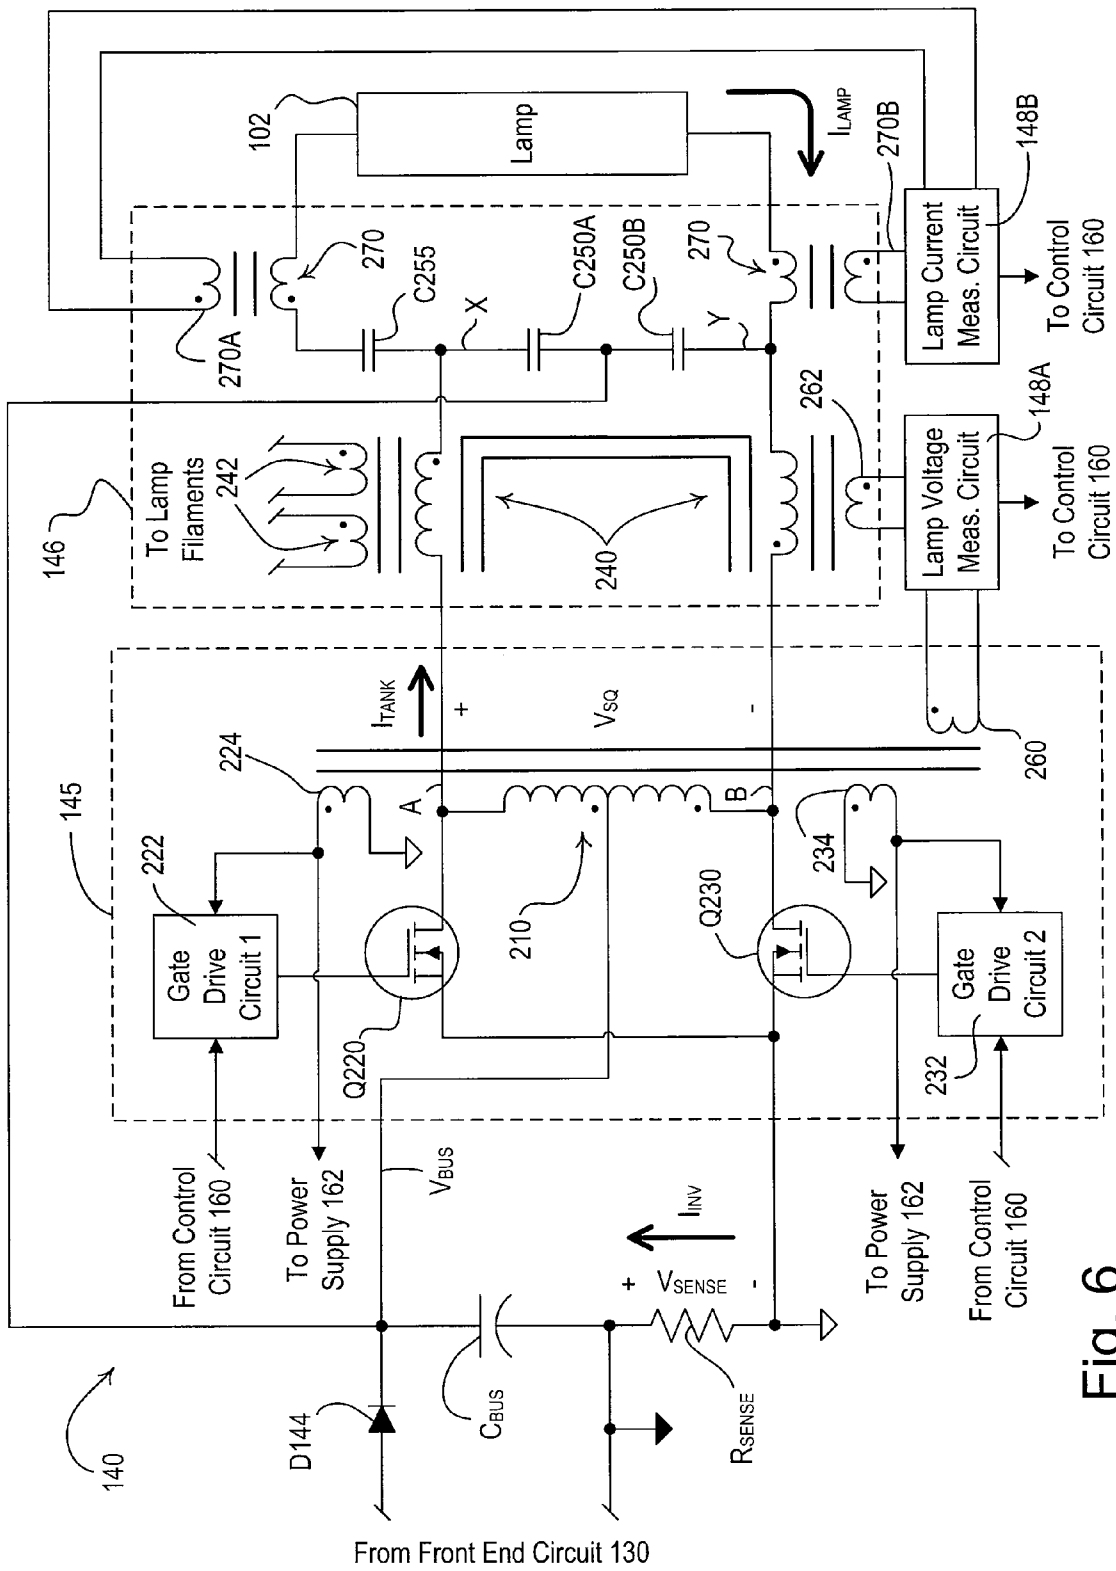 140
From Front End Circuit 130
D144
CBUS
RSENSE
+
VSENSE
-
IINV
VBUS
From Control
Circuit 160
To Power
Supply 162
To Power
Supply 162
From Control
Circuit 160
145
222
Gate
Drive
Circuit 1
224
Q220
210
Q230
234
232
Gate
Drive
Circuit 2
A
B
ITANK
+
VSQ
-
260
146
To Lamp
Filaments
242
240
262
Lamp Voltage
Meas. Circuit
148A
To Control
Circuit 160
270A
270
C255
X
C250A
C250B
Y
270
102
Lamp
ILAMP
270B
Lamp Current
Meas. Circuit
148B
To Control
Circuit 160
Fig. 6